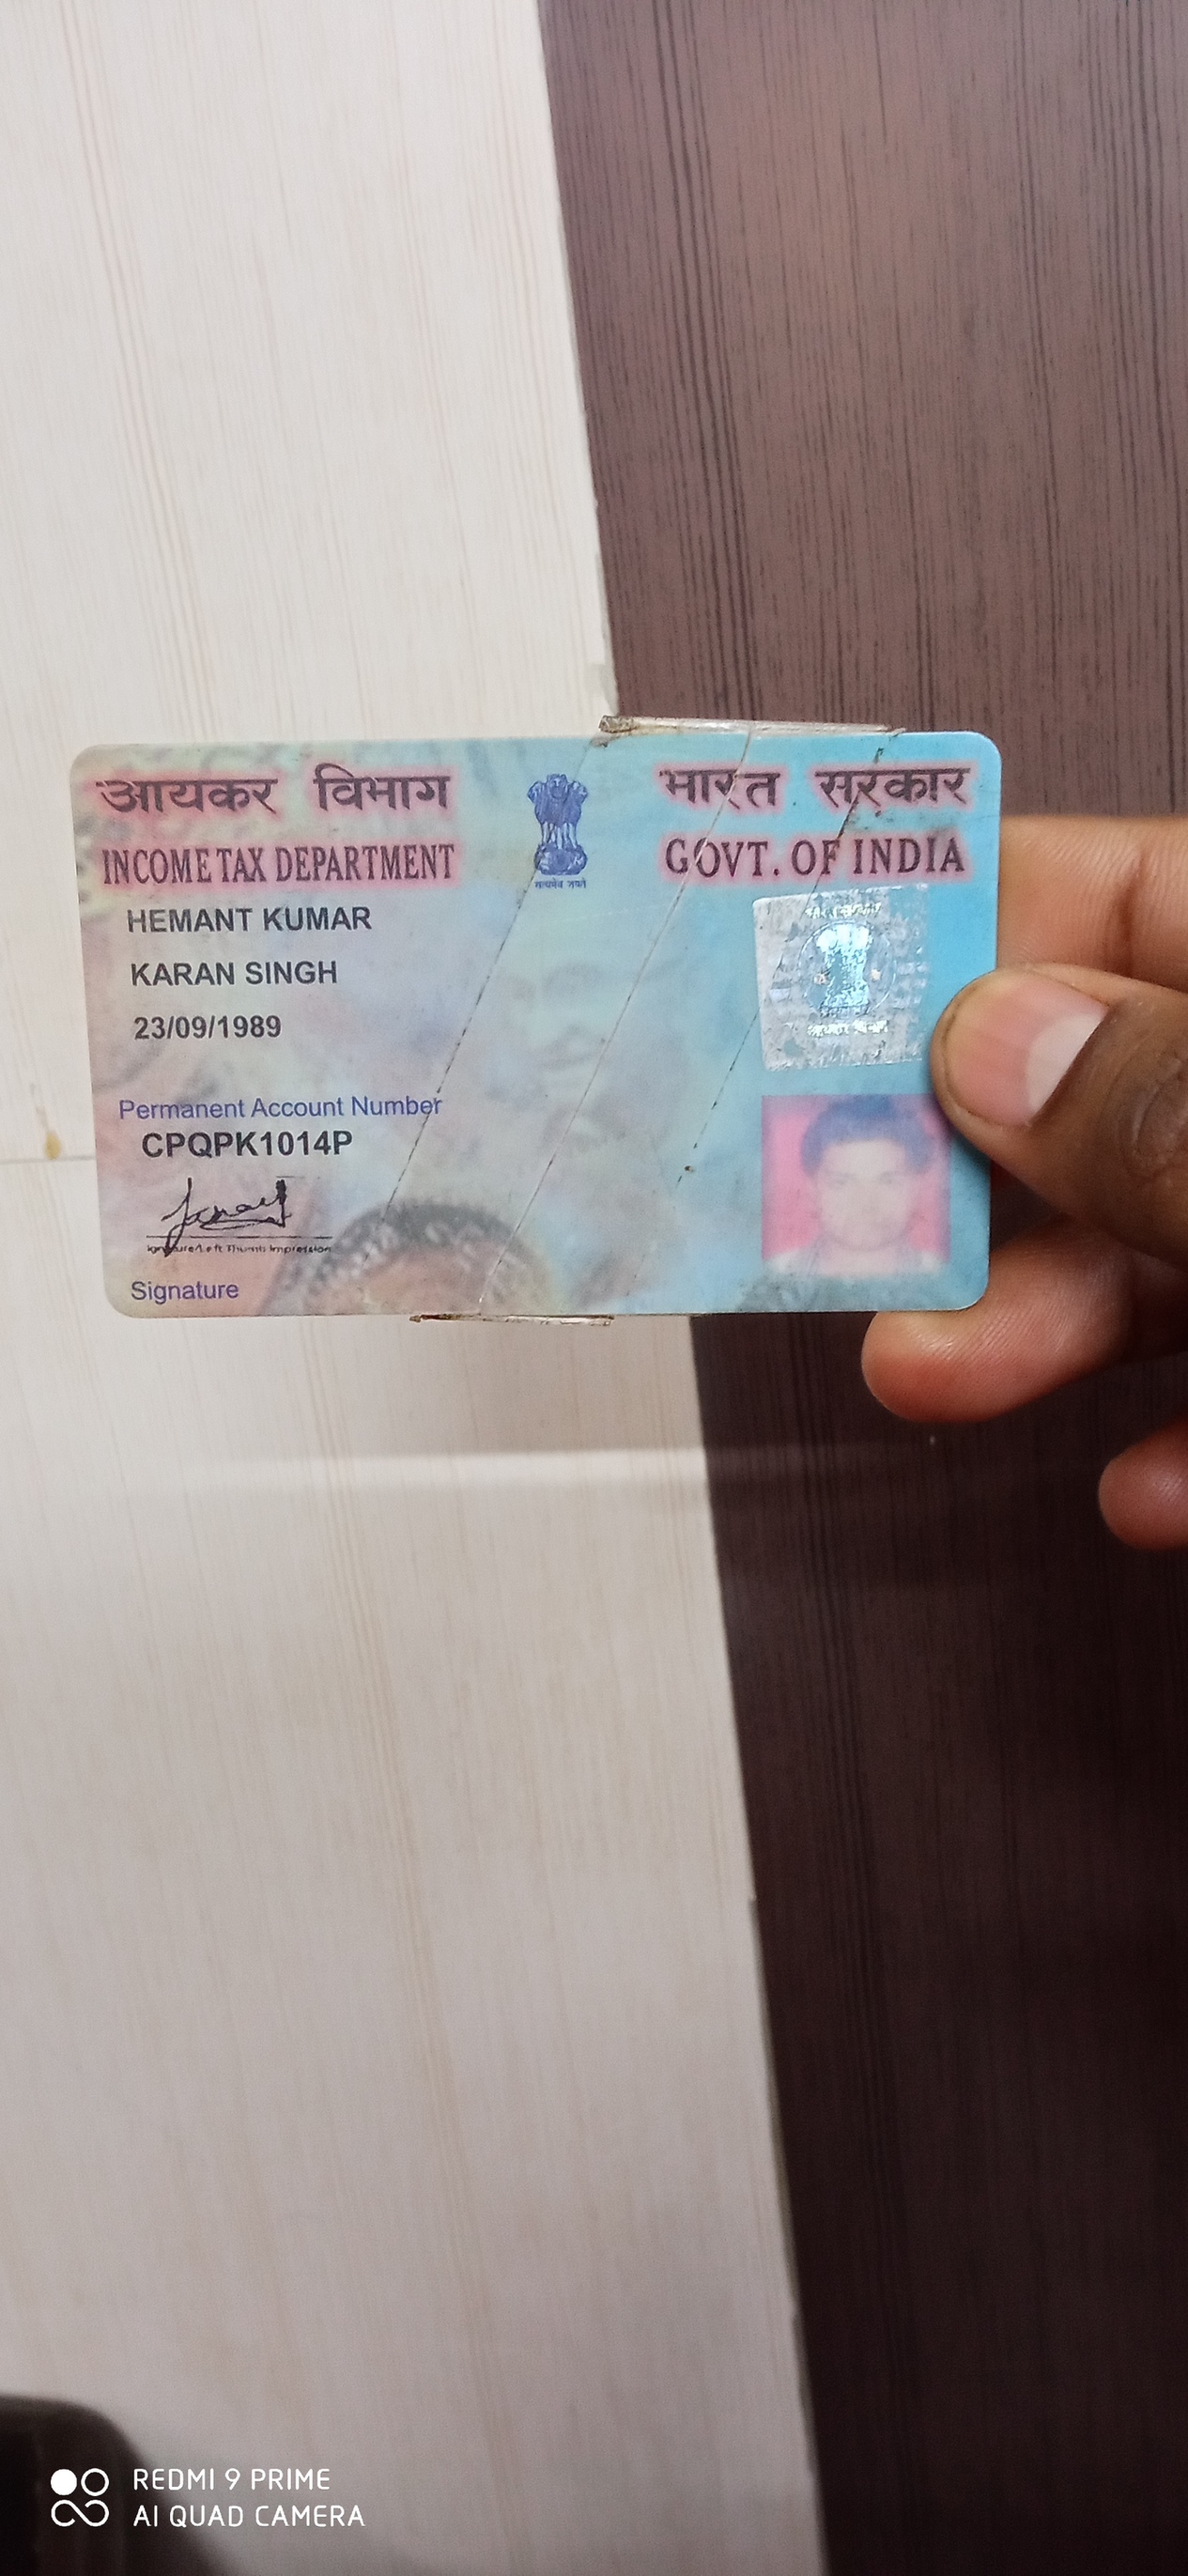 आयकर विभाग
INCOME TAX DEPARTMENT
भारत सरकार
GOVT. OF INDIA
सत्यमेव जयते
HEMANT KUMAR
KARAN SINGH
23/09/1989
Permanent Account Number
CPQPK1014P
Signature/Left Thumb Impression
Signature
REDMI 9 PRIME
AI QUAD CAMERA